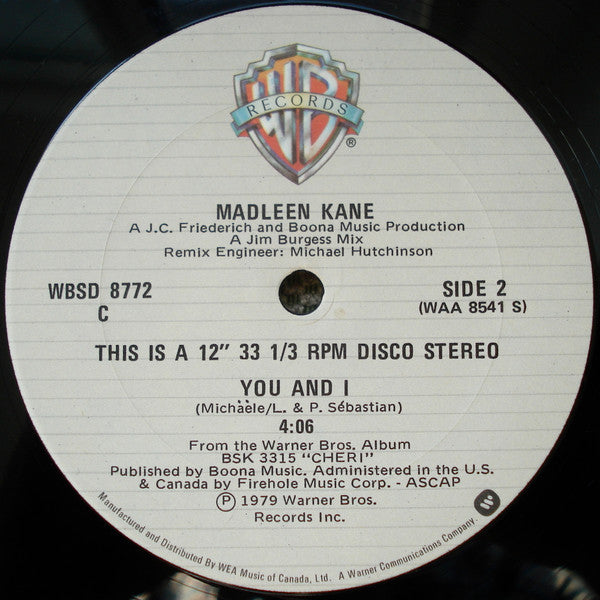 WB
RECORDS
®
MADLEEN KANE
A J.C. Friederich and Boona Music Production
A Jim Burgess Mix
Remix Engineer: Michael Hutchinson
WBSD 8772
C
SIDE 2
(WAA 8541 S)
THIS IS A 12" 33 1/3 RPM DISCO STEREO
YOU AND I
(Michaële/L. & P. Sébastian)
4:06
From the Warner Bros. Album
BSK 3315 "CHERI"
Published by Boona Music. Administered in the U.S.
& Canada by Firehole Music Corp. - ASCAP
Ⓟ 1979 Warner Bros.
Records Inc.
Manufactured and Distributed By WEA Music of Canada, Ltd. A Warner Communications Company.